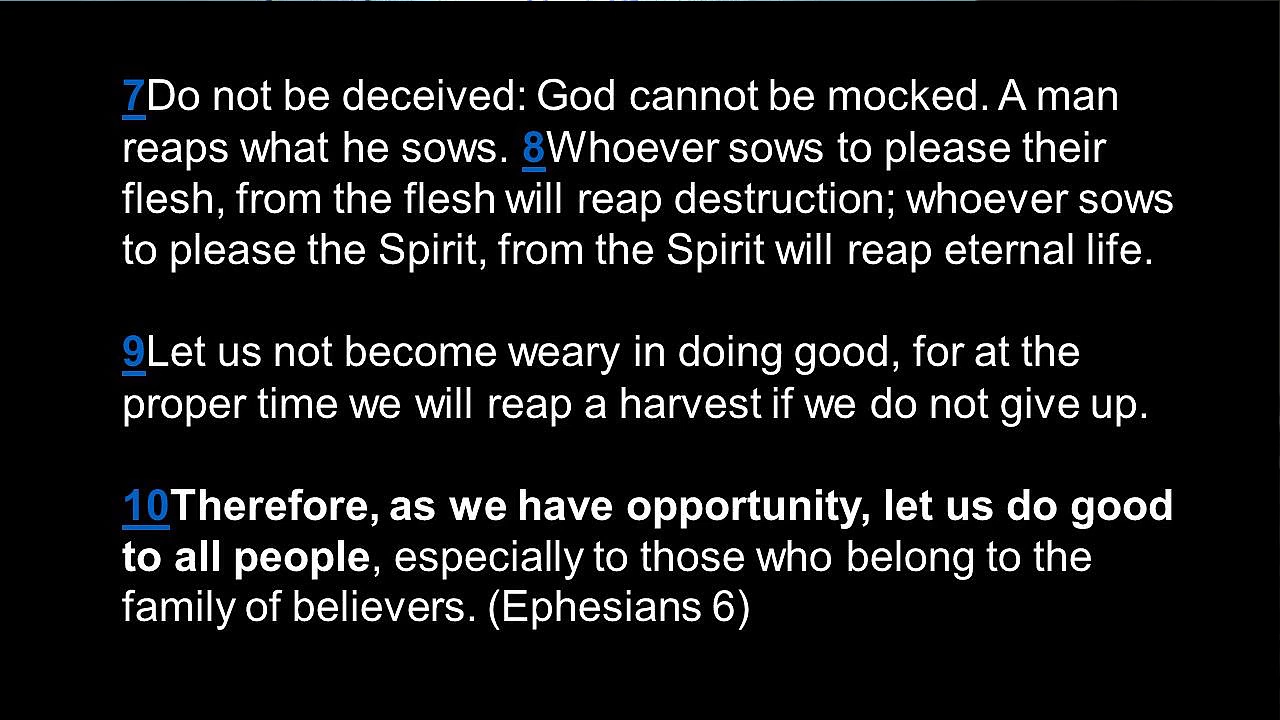 7Do not be deceived: God cannot be mocked. A man
reaps what he sows. 8Whoever sows to please their
flesh, from the flesh will reap destruction; whoever sows
to please the Spirit, from the Spirit will reap eternal life.
9Let us not become weary in doing good, for at the
proper time we will reap a harvest if we do not give up.
10Therefore, as we have opportunity, let us do good
to all people, especially to those who belong to the
family of believers. (Ephesians 6)